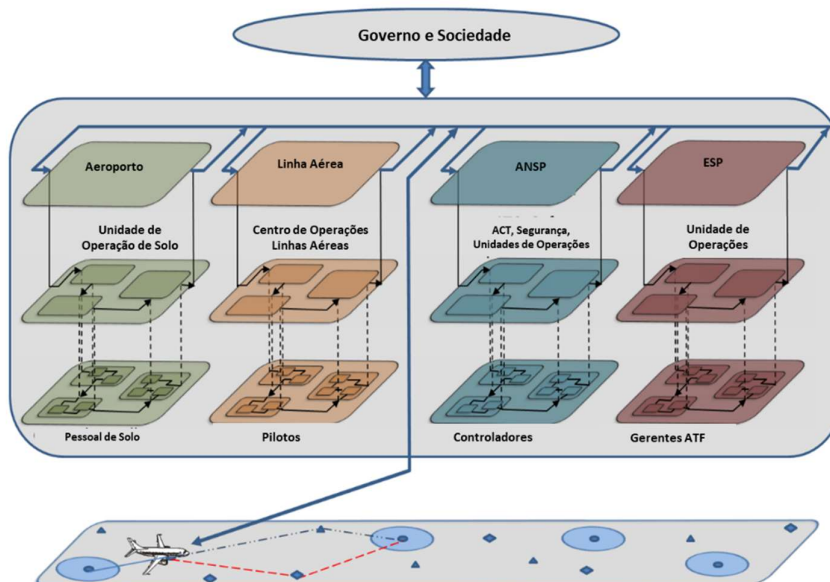 Governo e Sociedade
Aeroporto
Linha Aérea
ANSP
ESP
Unidade de
Operação de Solo
Centro de Operações
Linhas Aéreas
ACT, Segurança,
Unidades de Operações
Unidade de
Operações
Pessoal de Solo
Pilotos
Controladores
Gerentes ATF